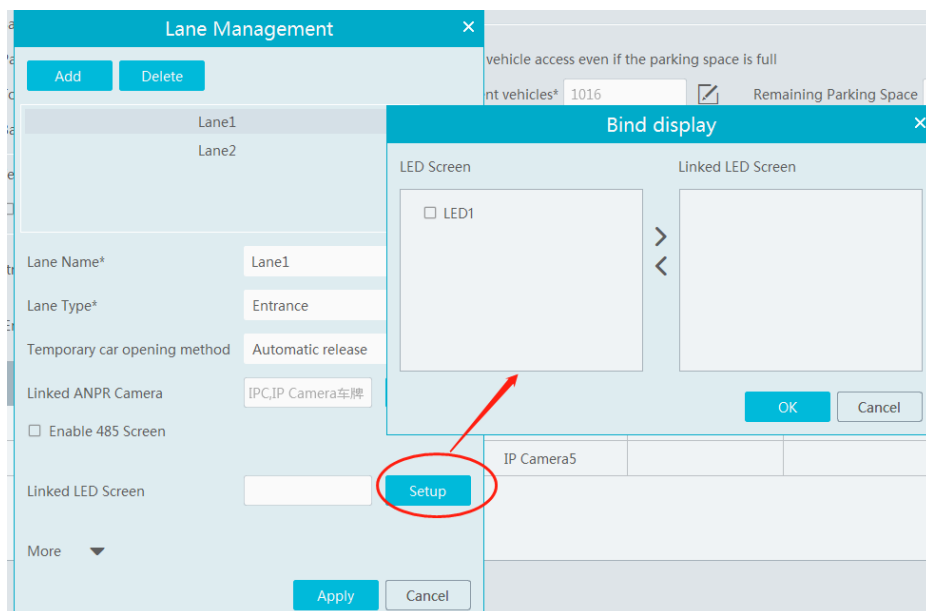 Lane Management
Add
Delete
vehicle access even if the parking space is full
nt vehicles* 1016
Remaining Parking Space
Lane1
Lane2
Bind display
LED Screen
Linked LED Screen
LED1
Lane Name* Lane1
Lane Type* Entrance
Temporary car opening method Automatic release
Linked ANPR Camera IPC,IP Camera车牌
Enable 485 Screen
OK
Cancel
IP Camera5
Linked LED Screen
Setup
More
Apply
Cancel